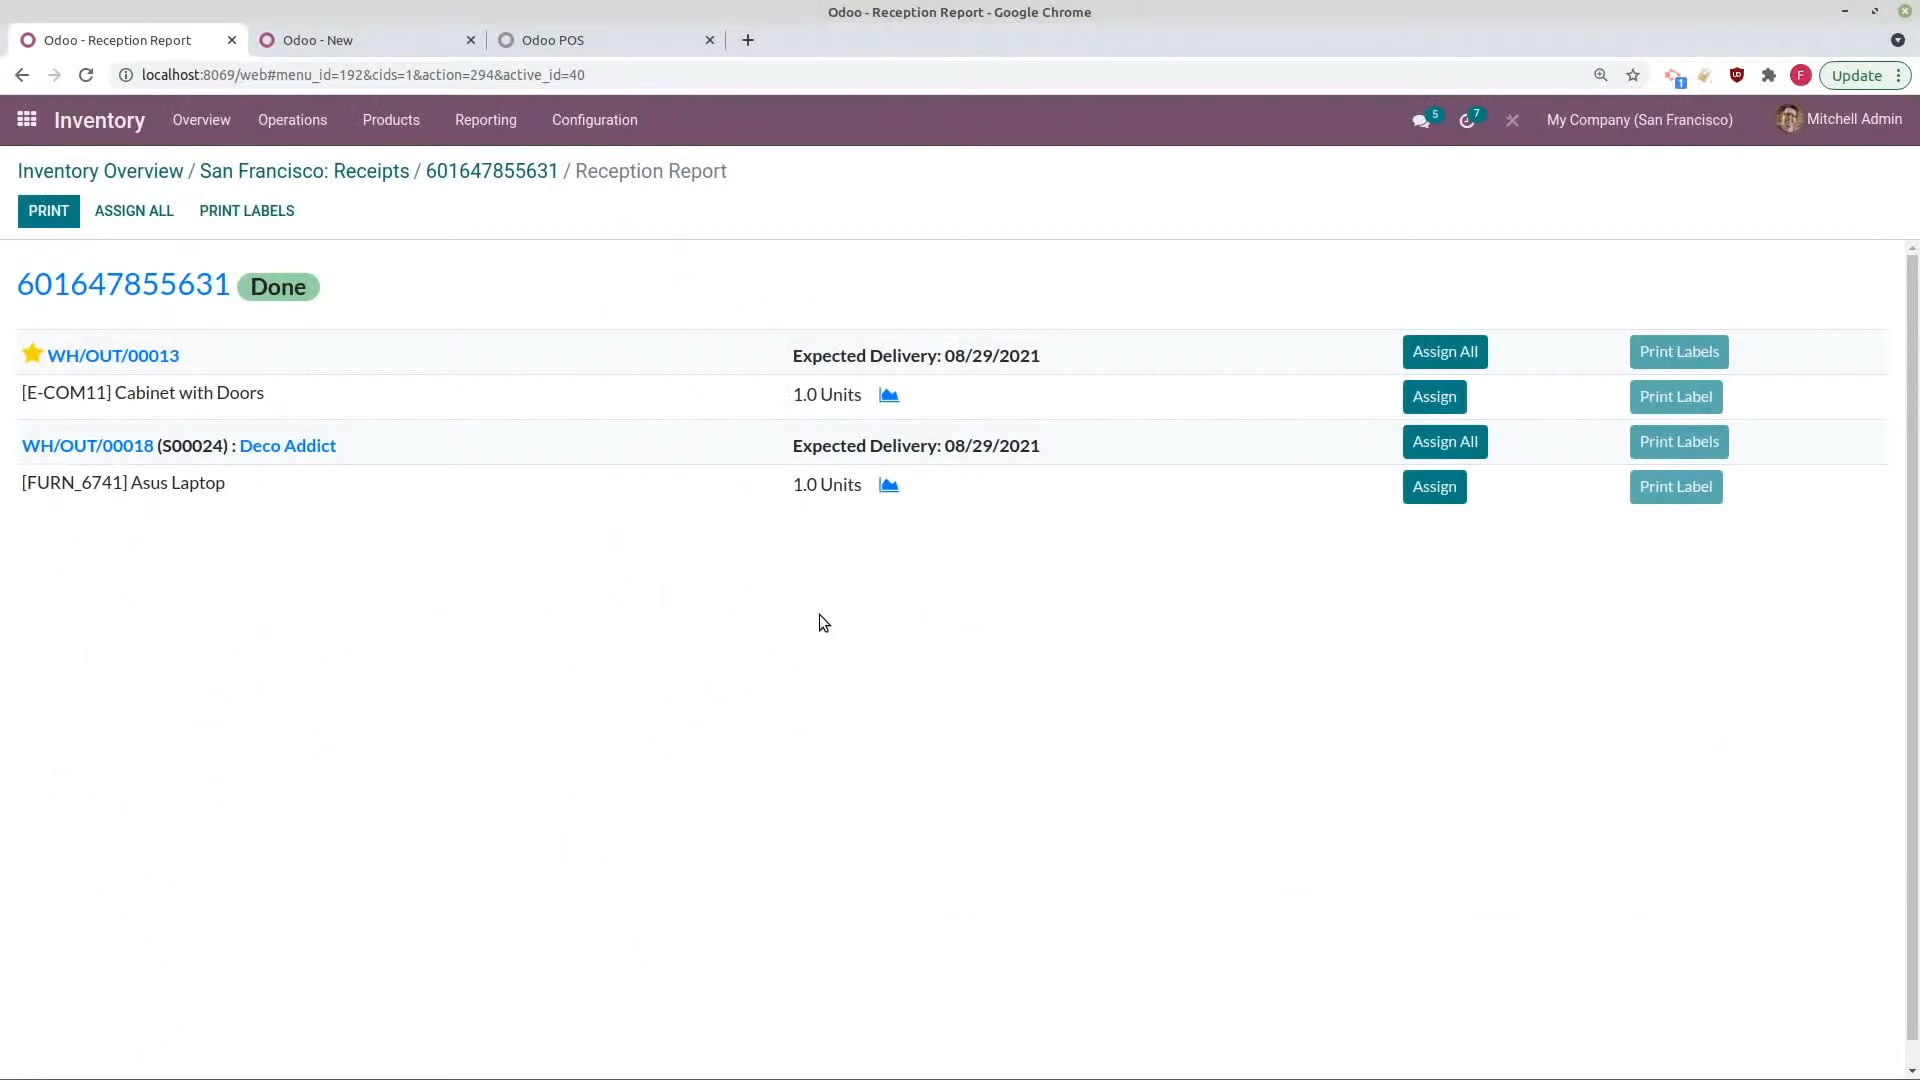 Odoo - Reception Report - Google Chrome
Odoo - Reception Report Odoo - New Odoo POS
localhost:8069/web#menu_id=192&cids=1&action=294&active_id=40 1 F Update
Inventory Overview Operations Products Reporting Configuration 5 7 My Company (San Francisco) Mitchell Admin
Inventory Overview / San Francisco: Receipts / 601647855631 / Reception Report
PRINT ASSIGN ALL PRINT LABELS
601647855631 Done
WH/OUT/00013 Expected Delivery: 08/29/2021 Assign All Print Labels
[E-COM11] Cabinet with Doors 1.0 Units Assign Print Label
WH/OUT/00018 (S00024) : Deco Addict Expected Delivery: 08/29/2021 Assign All Print Labels
[FURN_6741] Asus Laptop 1.0 Units Assign Print Label